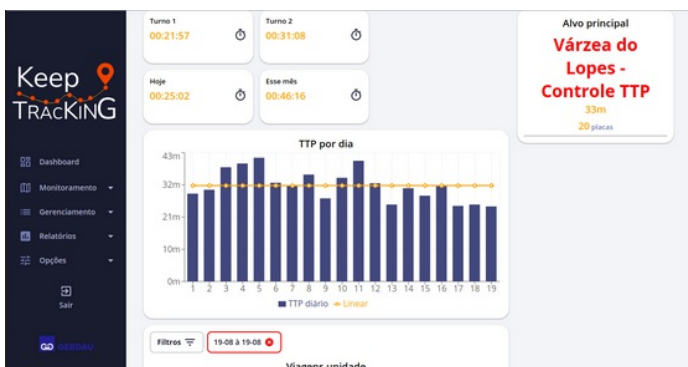 Keep
TRACKING
Dashboard
Monitoramento
Gerenciamento
Relatórios
Opções
Sair
GD GERDAU
Turno 1
00:21:57
Turno 2
00:31:08
Hoje
00:25:02
Esse mês
00:46:16
Alvo principal
Várzea do
Lopes -
Controle TTP
33m
20 placas
TTP por dia
43m
32m
21m
10m
0m
1 2 3 4 5 6 7 8 9 10 11 12 13 14 15 16 17 18 19
TTP diário Linear
Filtros
19-08 à 19-08
Viagens unidade